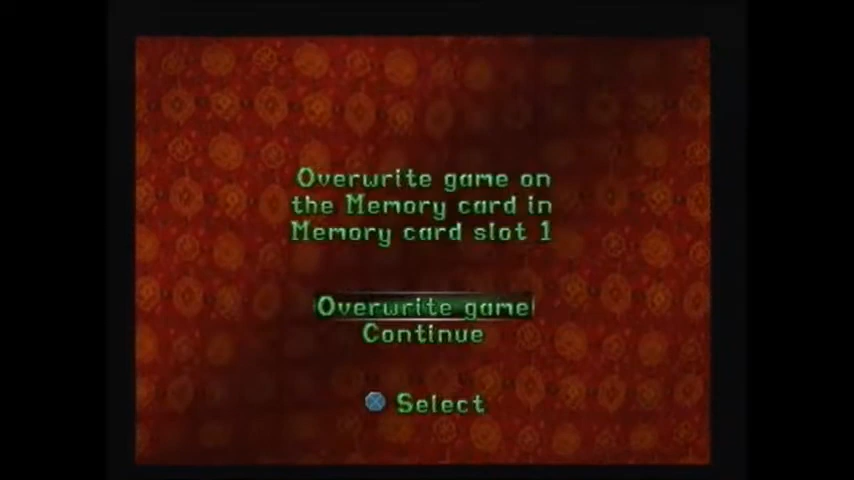 Overwrite game on
the Memory card in
Memory card slot 1
Overwrite game
Continue
Select